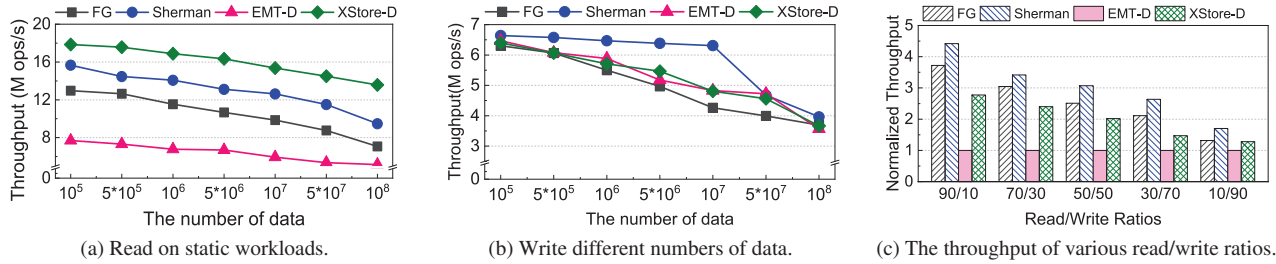 FG Sherman EMT-D XStore-D
Throughput (M ops/s)
20
16
12
8
0
10^5 5*10^5 10^6 5*10^6 10^7 5*10^7 10^8
The number of data
(a) Read on static workloads.
FG Sherman EMT-D XStore-D
Throughput(M ops/s)
7
6
5
4
3
0
10^5 5*10^5 10^6 5**10^6 10^7 5*10^7 10^8
The number of data
(b) Write different numbers of data.
FG Sherman EMT-D XStore-D
Normalized Throughput
5
4
3
2
1
0
90/10 70/30 50/50 30/70 10/90
Read/Write Ratios
(c) The throughput of various read/write ratios.